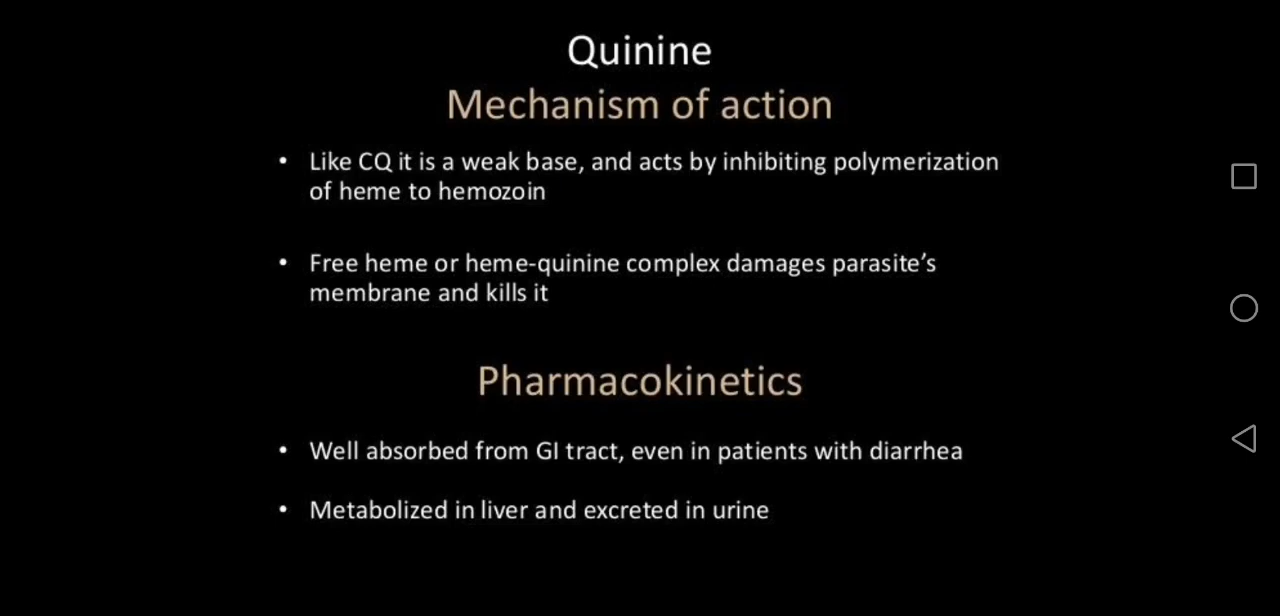 Quinine
Mechanism of action
• Like CQ it is a weak base, and acts by inhibiting polymerization
of heme to hemozoin
• Free heme or heme-quinine complex damages parasite’s
membrane and kills it
Pharmacokinetics
• Well absorbed from GI tract, even in patients with diarrhea
• Metabolized in liver and excreted in urine